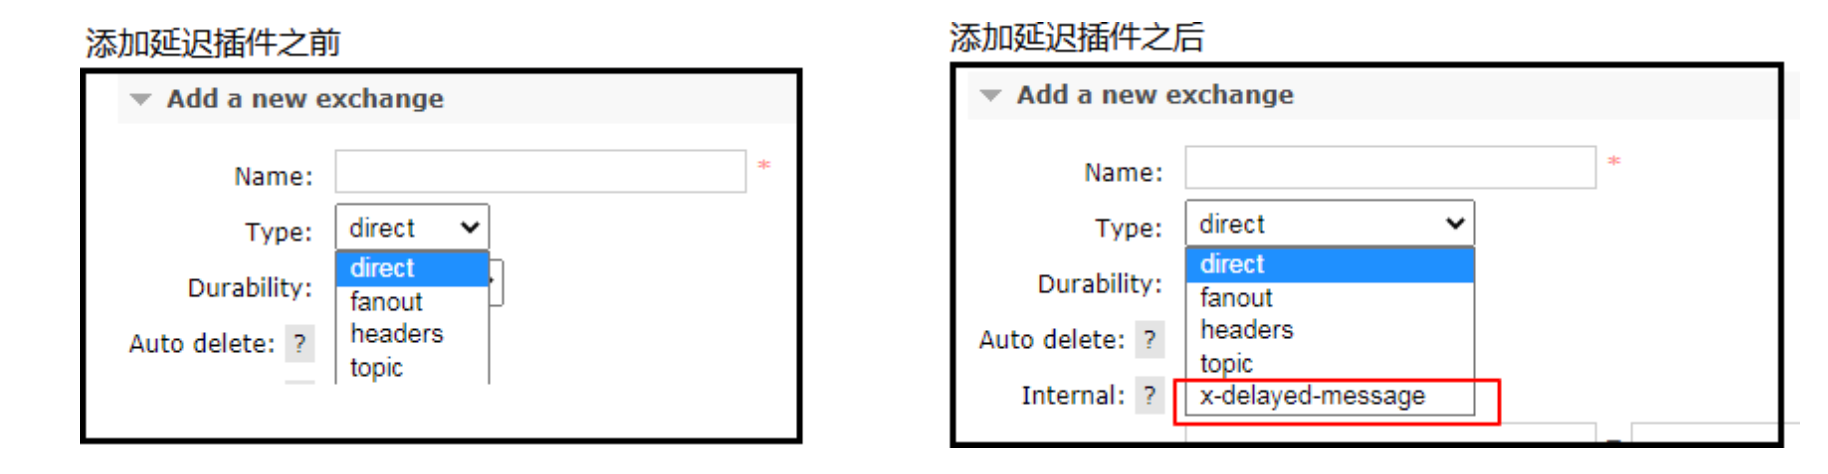 添加延迟插件之前
Add a new exchange
Name:
*
Type:
direct
direct
Durability:
fanout
headers
Auto delete: ?
topic
添加延迟插件之后
Add a new exchange
Name:
*
Type:
direct
direct
Durability:
fanout
headers
Auto delete: ?
topic
Internal: ?
x-delayed-message